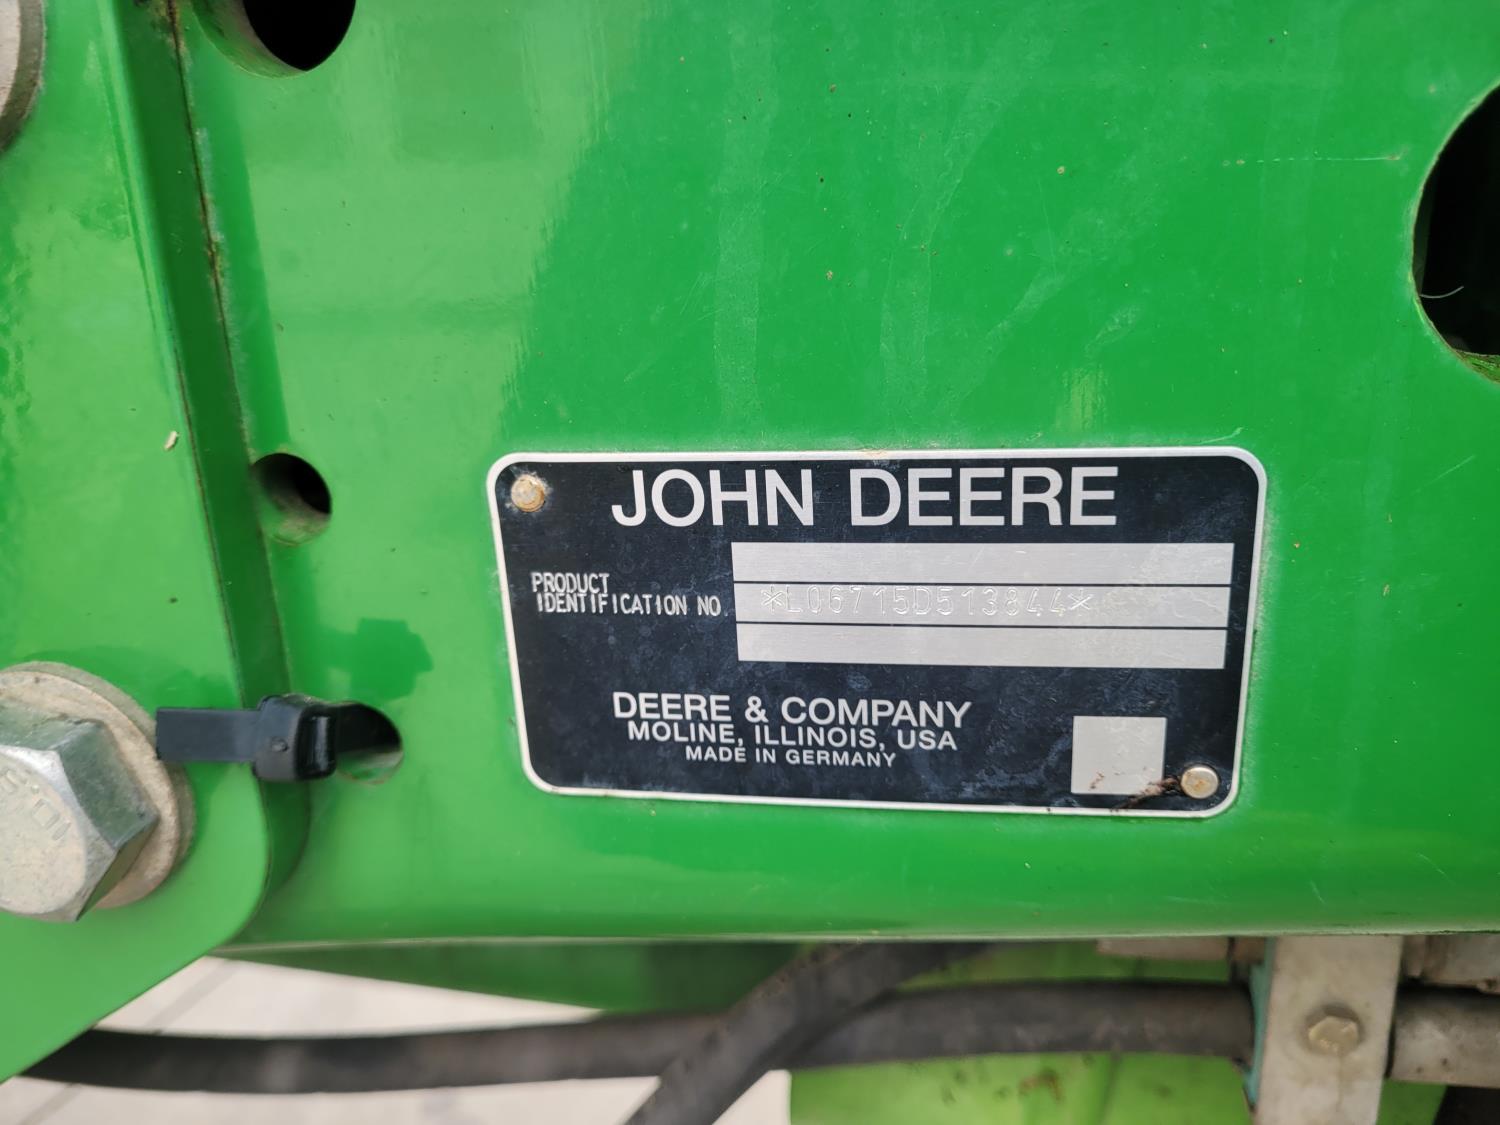 JOHN DEERE
PRODUCT
IDENTIFICATION NO.
*L06715D513844*
DEERE & COMPANY
MOLINE, ILLINOIS, USA
MADE IN GERMANY